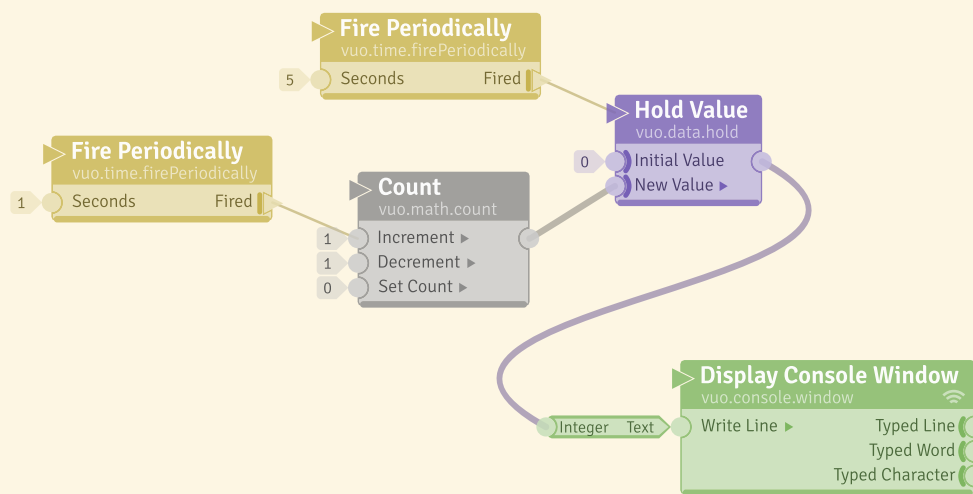 Fire Periodically
vuo.time.firePeriodically
5 Seconds Fired
Hold Value
vuo.data.hold
0 Initial Value
New Value
Fire Periodically
vuo.time.firePeriodically
1 Seconds Fired
Count
vuo.math.count
1 Increment
1 Decrement
0 Set Count
Display Console Window
vuo.console.window
Integer Text
Write Line Typed Line
Typed Word
Typed Character